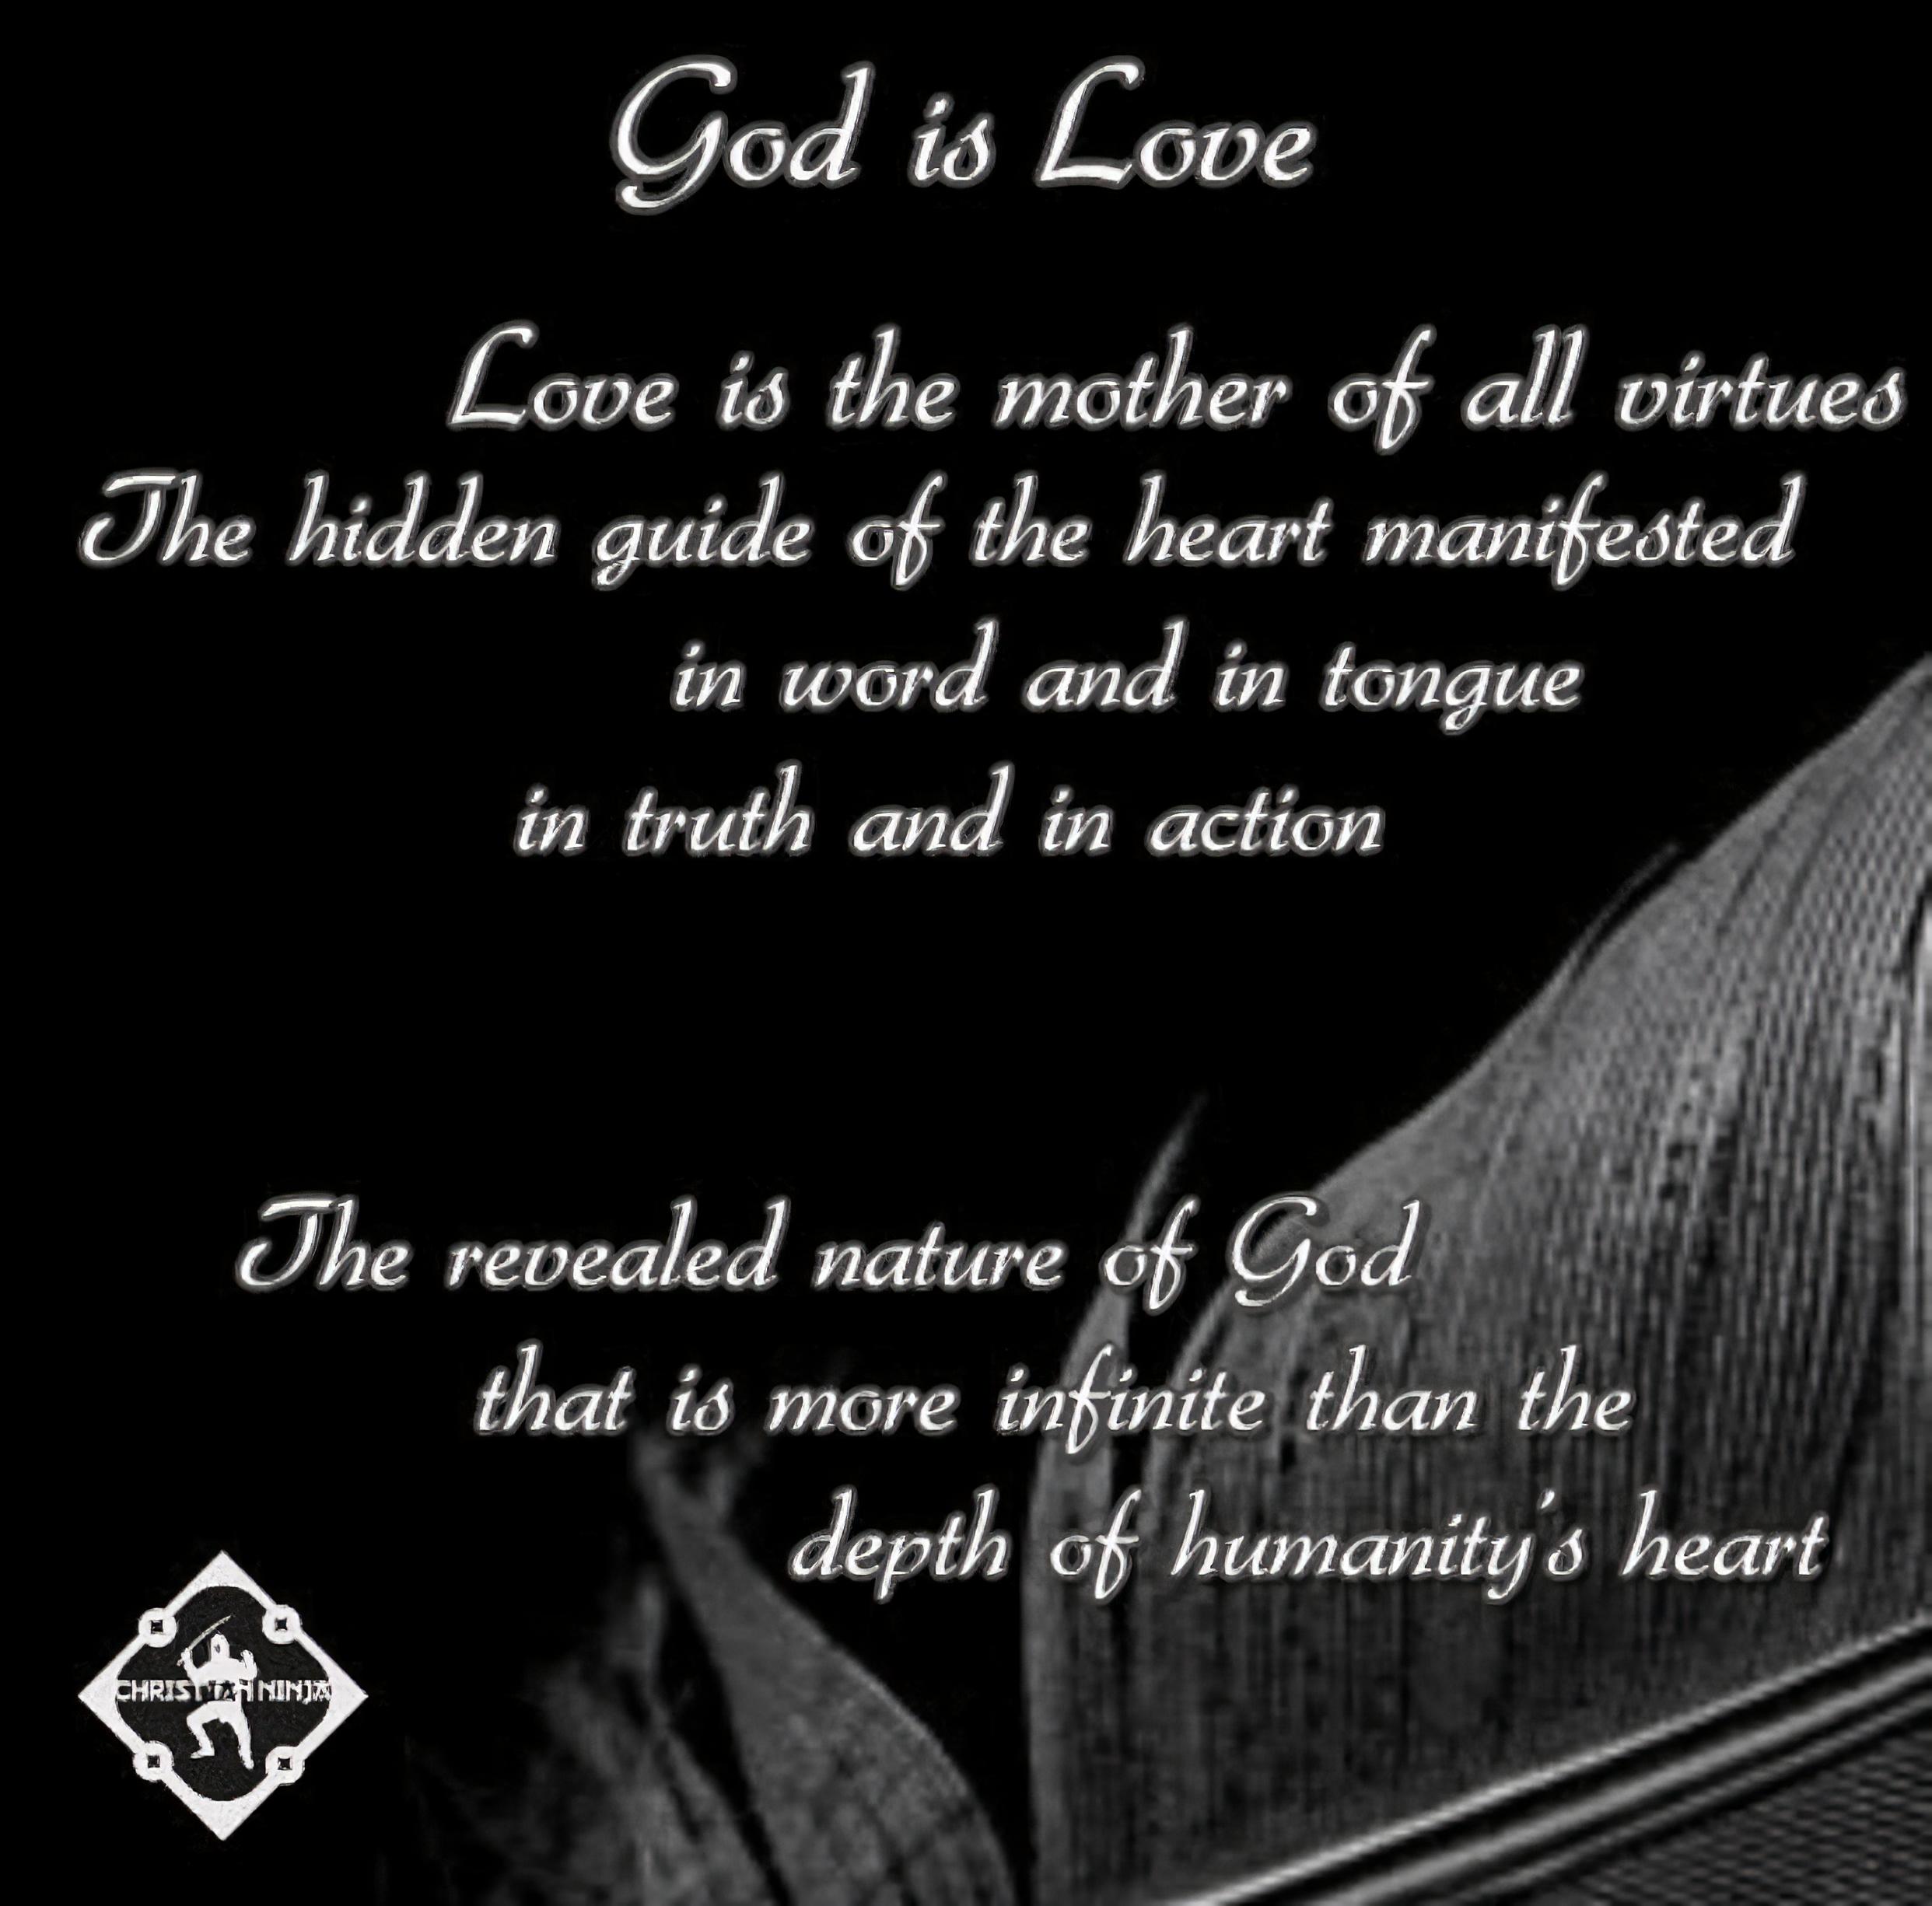 God is Love
Love is the mother of all virtues
The hidden guide of the heart manifested
in word and in tongue
in truth and in action
The revealed nature of God
that is more infinite than the
depth of humanity's heart
CHRISTIAN NINJA